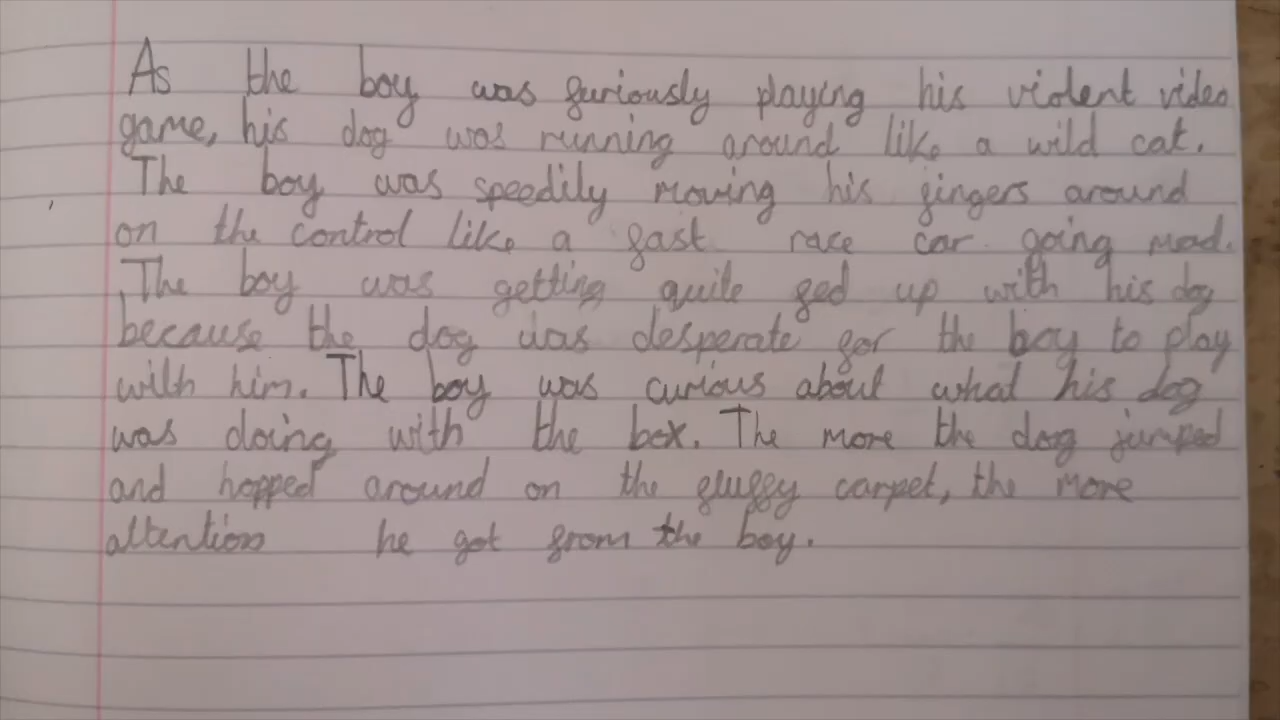 As the boy was furiously playing his violent video
game, his dog was running around like a wild cat.
The boy was speedily moving his fingers around
on the control like a fast race car going mad.
The boy was getting quite fed up with his dog
because the dog was desperate for the boy to play
with him. The boy was curious about what his dog
was doing with the box. The more the dog jumped
and hopped around on the fluffy carpet, the more
attention he got from the boy.